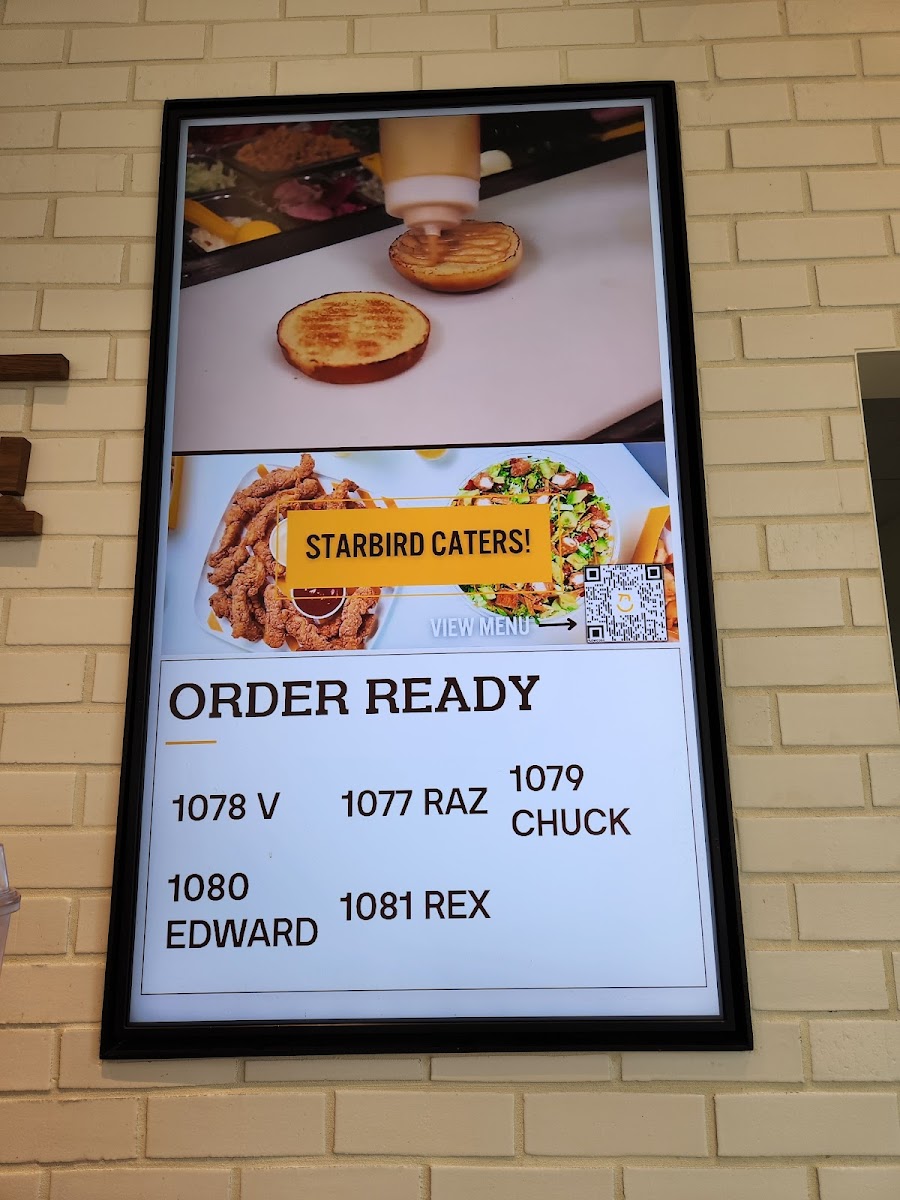 STARBIRD CATERS!
VIEW MENU
ORDER READY
1078 V
1077 RAZ
1079
CHUCK
1080
EDWARD
1081 REX